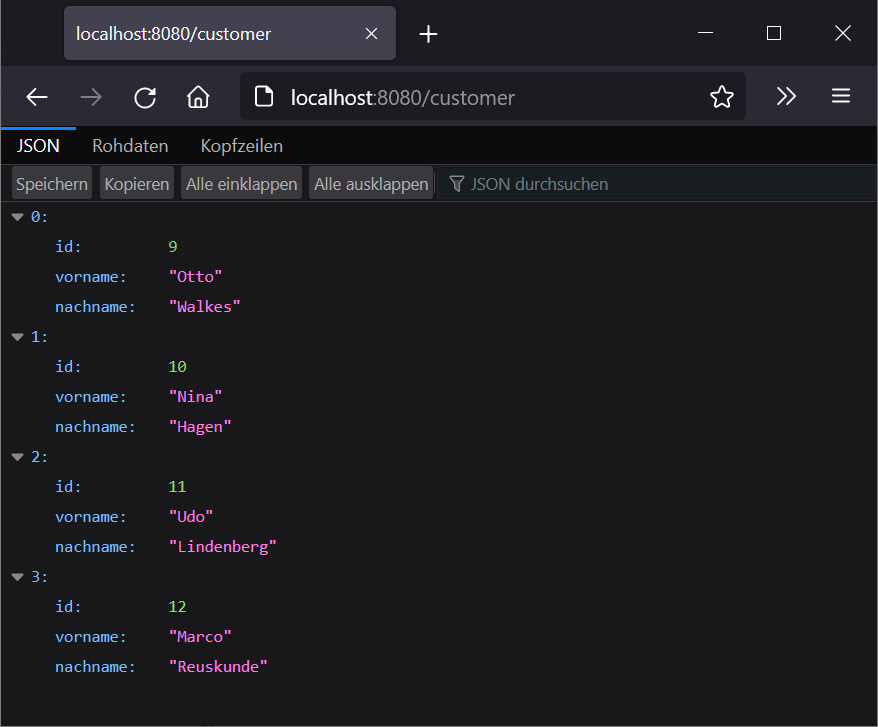 localhost:8080/customer
localhost:8080/customer
JSON Rohdaten Kopfzeilen
Speichern Kopieren Alle einklappen Alle ausklappen JSON durchsuchen
0:
id: 9
vorname: "Otto"
nachname: "Walkes"
1:
id: 10
vorname: "Nina"
nachname: "Hagen"
2:
id: 11
vorname: "Udo"
nachname: "Lindenberg"
3:
id: 12
vorname: "Marco"
nachname: "Reuskunde"